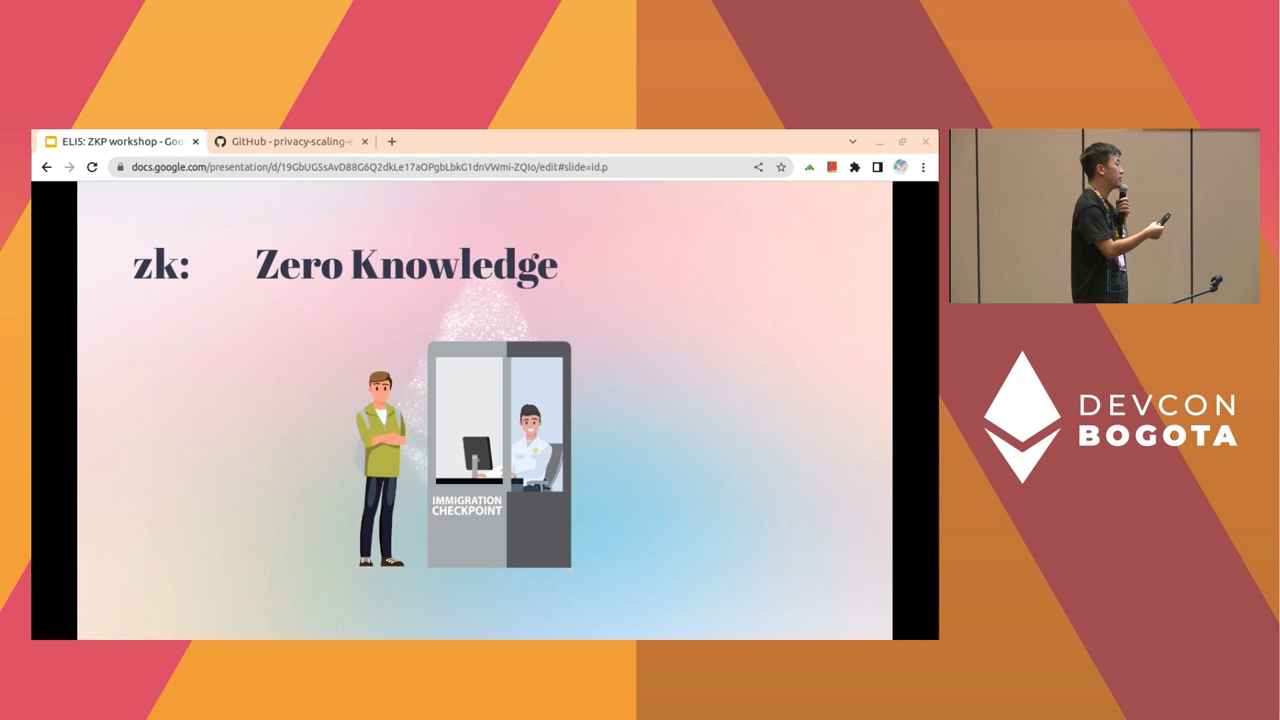 ELI5: ZKP workshop - Goo
GitHub - privacy-scaling-e
docs.google.com/presentation/d/19GbUG5sAvD88G6Q2dkLe17aOPgbLbkG1dnVWmi-ZQIo/edit#slide=id.p
zk: Zero Knowledge
IMMIGRATION
CHECKPOINT
DEVCON
BOGOTA